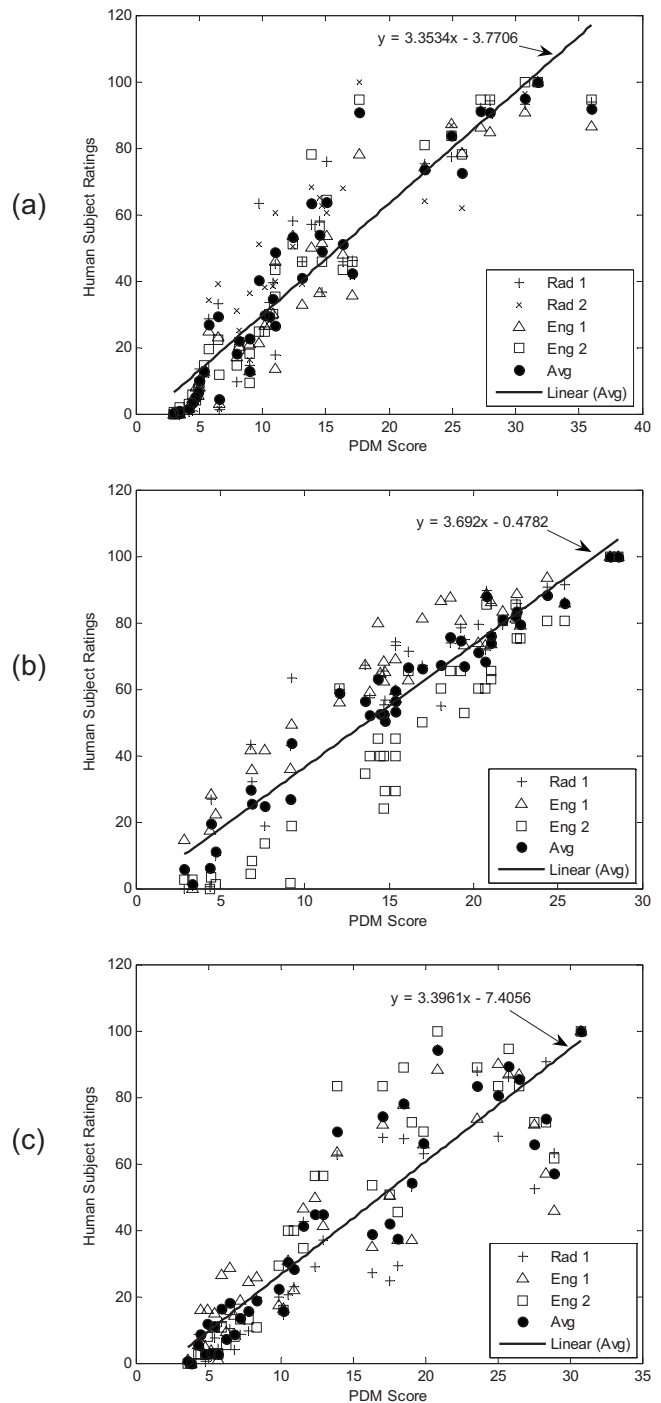 (a)
y = 3.3534x - 3.7706
120
100
80
60
40
20
0
Human Subject Ratings
0 5 10 15 20 25 30 35 40
PDM Score
Rad 1
Rad 2
Eng 1
Eng 2
Avg
Linear (Avg)
(b)
y = 3.692x - 0.4782
120
100
80
60
40
20
0
Human Subject Ratings
0 5 10 15 20 25 30
PDM Score
Rad 1
Eng 1
Eng 2
Avg
Linear (Avg)
(c)
y = 3.3961x - 7.4056
120
100
80
60
40
20
0
Human Subject Ratings
0 5 10 15 20 25 30 35
PDM Score
Rad 1
Eng 1
Eng 2
Avg
Linear (Avg)